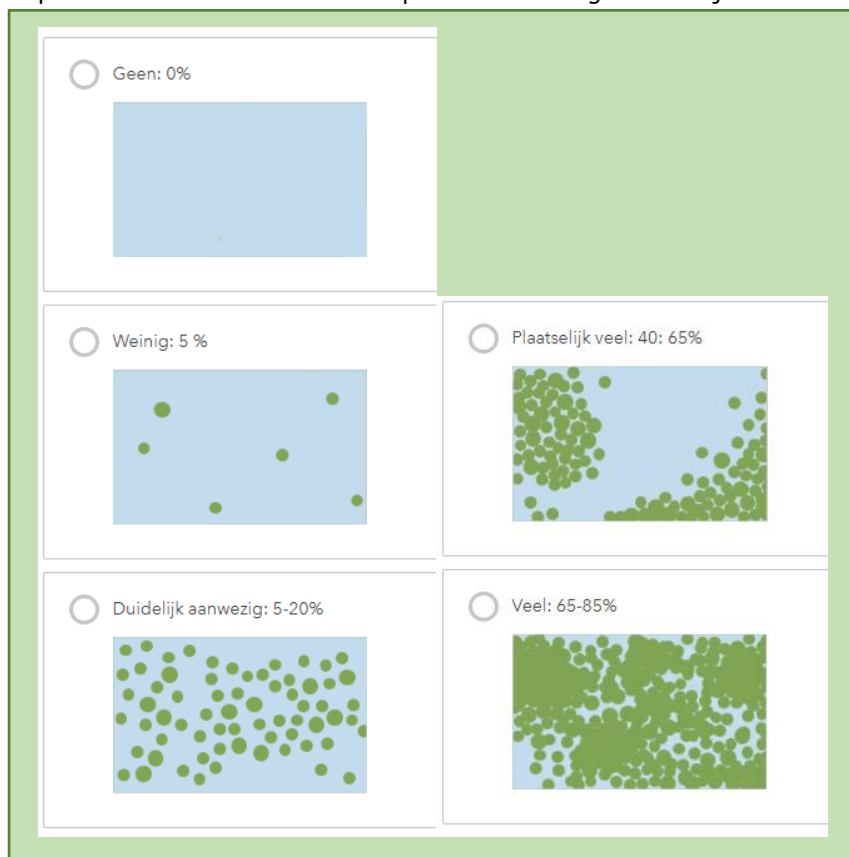 Geen: 0%
Weinig: 5 %
Duidelijk aanwezig: 5-20%
Plaatselijk veel: 40: 65%
Veel: 65-85%